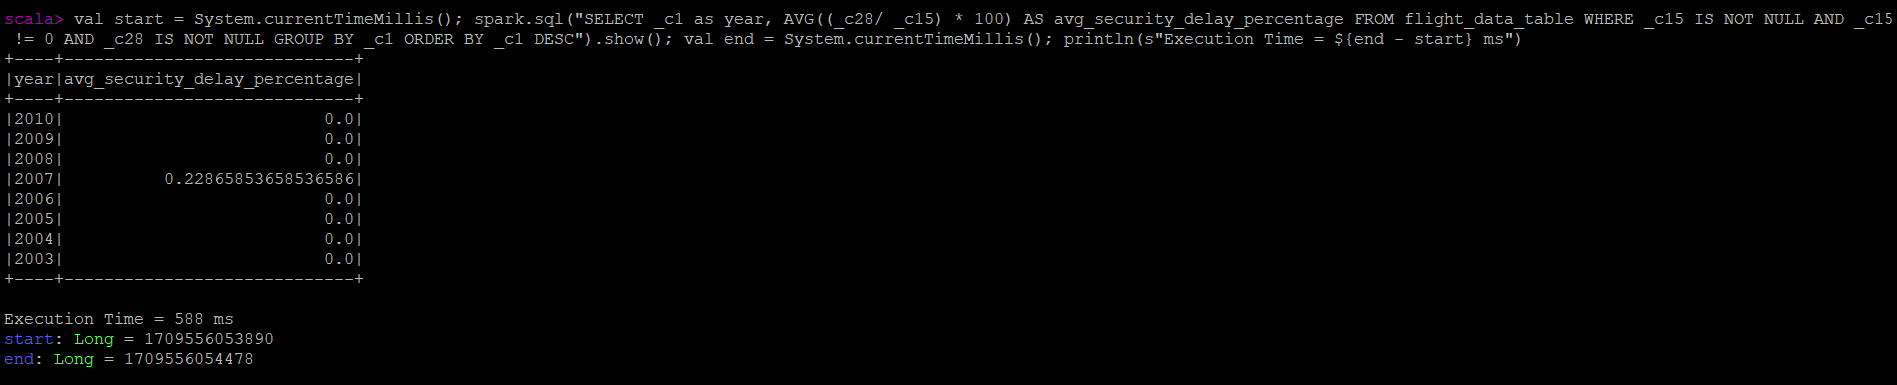 scala> val start = System.currentTimeMillis(); spark.sql("SELECT _c1 as year, AVG((_c28/ _c15) * 100) AS avg_security_delay_percentage FROM flight_data_table WHERE _c15 IS NOT NULL AND _c15
 != 0 AND _c28 IS NOT NULL GROUP BY _c1 ORDER BY _c1 DESC").show(); val end = System.currentTimeMillis(); println(s"Execution Time = ${end - start} ms")
+----+-----------------------------+
|year|avg_security_delay_percentage|
+----+-----------------------------+
|2010|                          0.0|
|2009|                          0.0|
|2008|                          0.0|
|2007|          0.22865853658536586|
|2006|                          0.0|
|2005|                          0.0|
|2004|                          0.0|
|2003|                          0.0|
+----+-----------------------------+
Execution Time = 588 ms
start: Long = 1709556053890
end: Long = 1709556054478